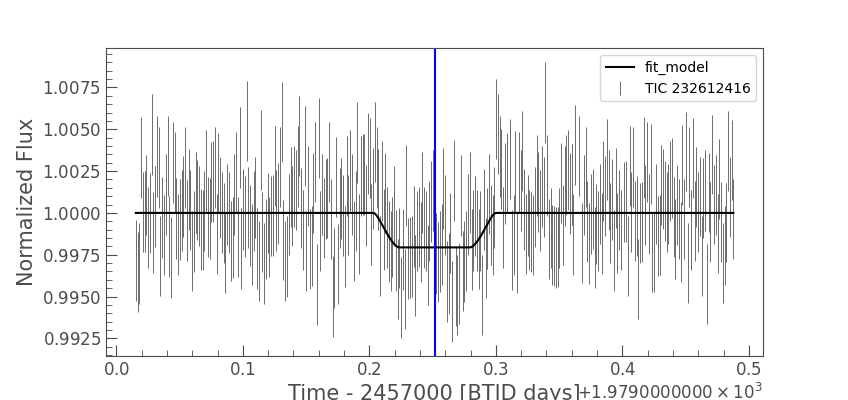 fit_model
TIC 232612416
Normalized Flux
1.0075
1.0050
1.0025
1.0000
0.9975
0.9950
0.9925
0.0 0.1 0.2 0.3 0.4 0.5
Time - 2457000 [BTJD days]
+1.9790000000 × 10³